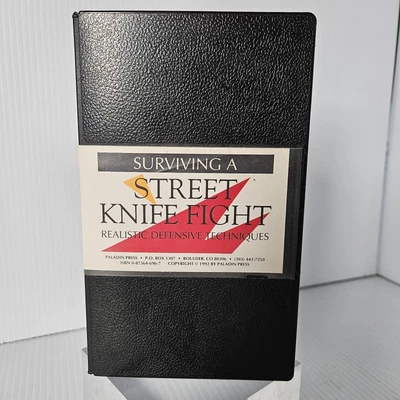 SURVIVING A
STREET
KNIFE FIGHT
REALISTIC DEFENSIVE TECHNIQUES
PALADIN PRESS • P.O. BOX 1307 • BOULDER, CO 80306 • (303) 443-7250
ISBN 0-87364-696-7 COPYRIGHT © 1992 BY PALADIN PRESS